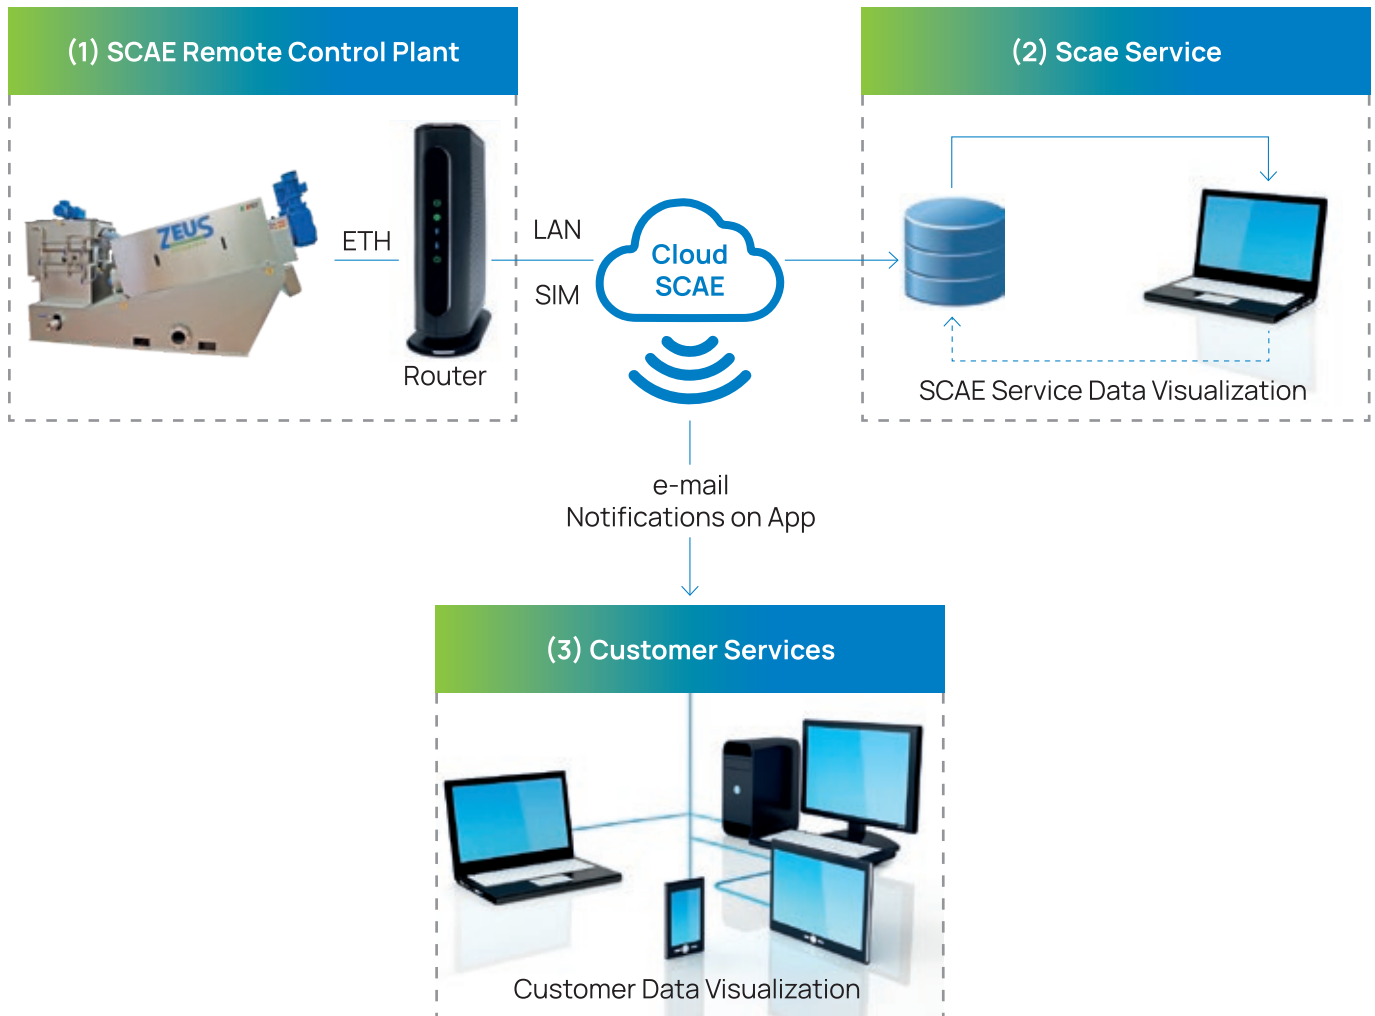 (1) SCAE Remote Control Plant
(2) Scae Service
ZEUS
ETH
LAN
SIM
Router
Cloud
SCAE
SCAE Service Data Visualization
e-mail
Notifications on App
(3) Customer Services
Customer Data Visualization